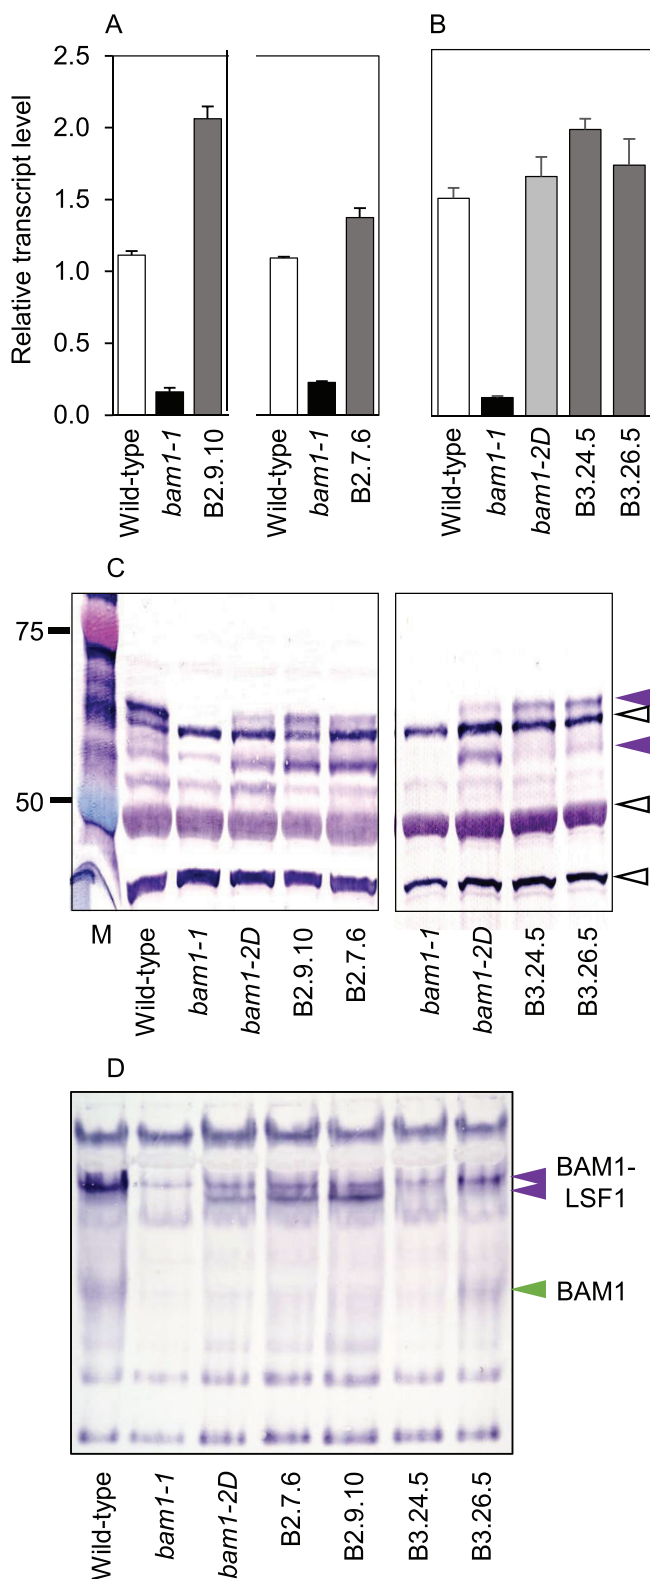 A
B
Relative transcript level
2.5
2.0
1.5
1.0
0.5
0.0
Wild-type
bam1-1
B2.9.10
Wild-type
bam1-1
B2.7.6
Wild-type
bam1-1
bam1-2D
B3.24.5
B3.26.5
C
75
50
M
Wild-type
bam1-1
bam1-2D
B2.9.10
B2.7.6
bam1-1
bam1-2D
B3.24.5
B3.26.5
D
BAM1-
LSF1
BAM1
Wild-type
bam1-1
bam1-2D
B2.7.6
B2.9.10
B3.24.5
B3.26.5